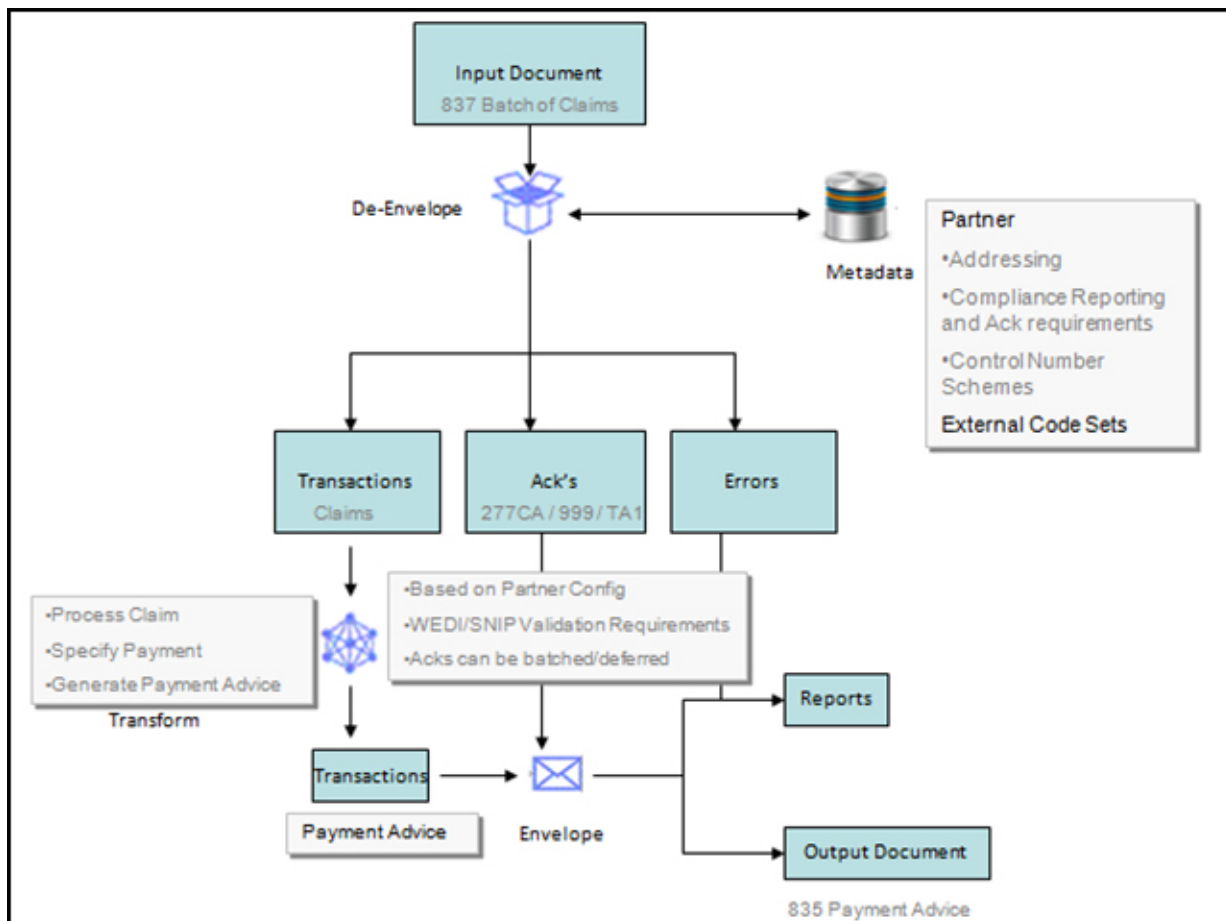 Input Document
837 Batch of Claims
De-Envelope
Metadata
Partner
•Addressing
•Compliance Reporting
and Ack requirements
•Control Number
Schemes
External Code Sets
Transactions
Claims
Ack's
277CA / 999 / TA1
Errors
•Process Claim
•Specify Payment
•Generate Payment Advice
Transform
•Based on Partner Config
•WEDI/SNIP Validation Requirements
•Acks can be batched/deferred
Reports
Transactions
Payment Advice
Envelope
Output Document
835 Payment Advice